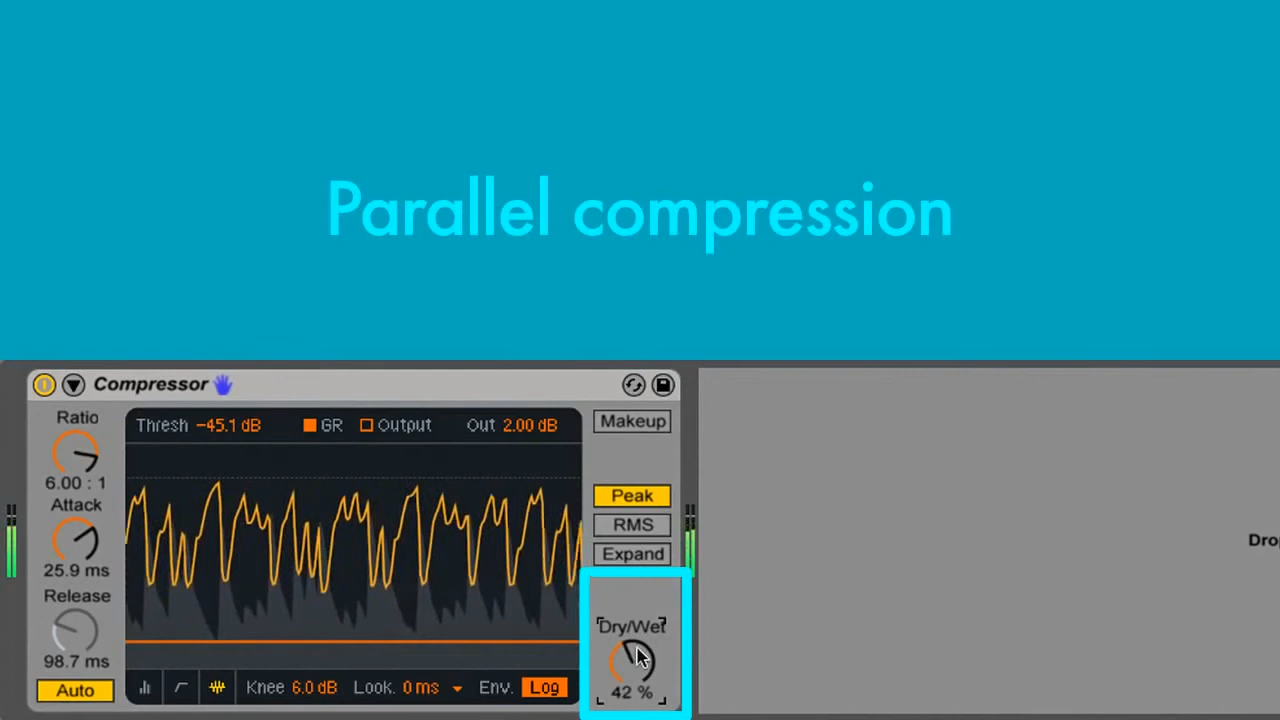 Parallel compression
Compressor
Ratio
6.00 : 1
Attack
25.9 ms
Release
98.7 ms
Auto
Thresh -45.1 dB GR Output Out 2.00 dB
Knee 6.0 dB Look. 0 ms Env. Log
Makeup
Peak
RMS
Expand
Dry/Wet
42 %
Dro